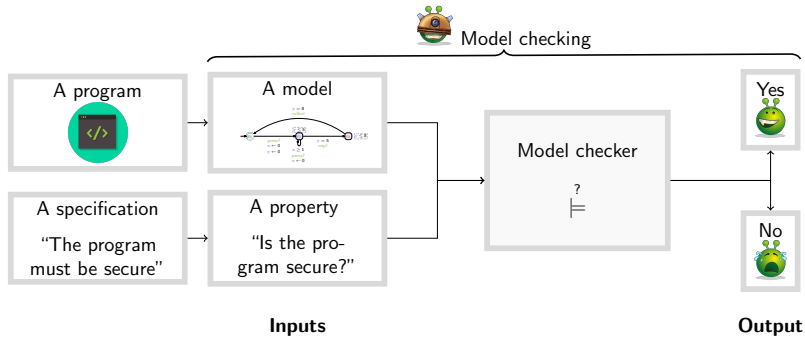 Model checking
A program
</>
A model
A specification
“The program
must be secure”
A property
“Is the pro-
gram secure?”
Model checker
?
⊨
Yes
No
Inputs
Output